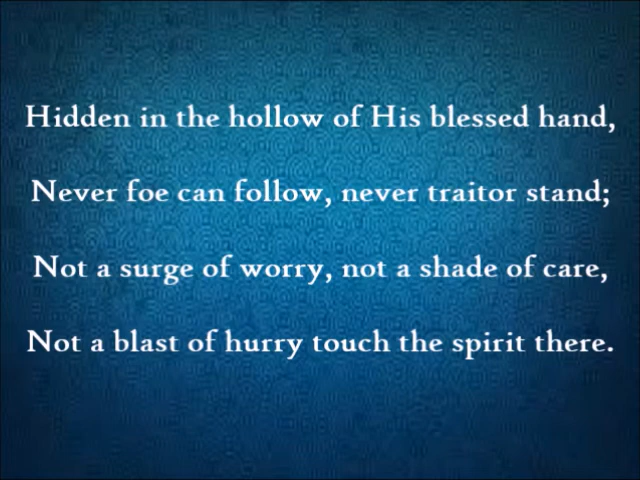 Hidden in the hollow of His blessed hand,
Never foe can follow, never traitor stand;
Not a surge of worry, not a shade of care,
Not a blast of hurry touch the spirit there.